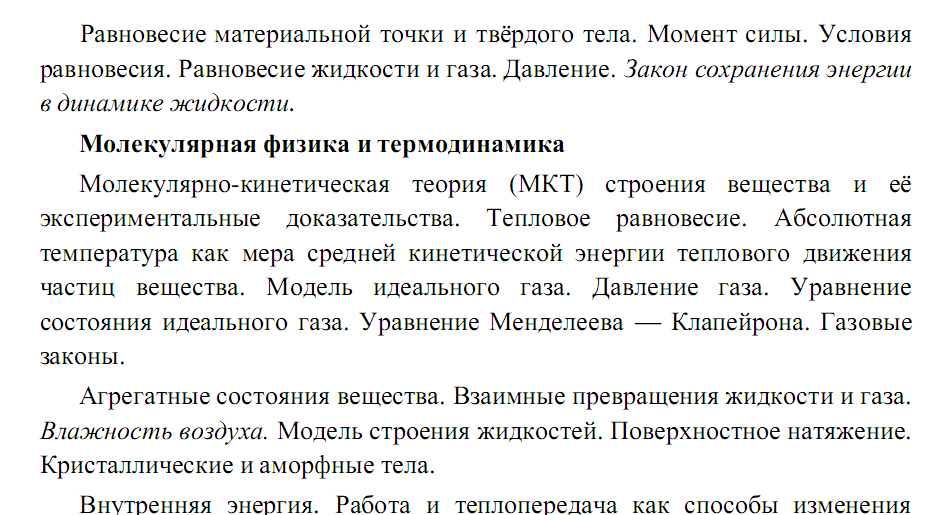 Равновесие материальной точки и твёрдого тела. Момент силы. Условия
равновесия. Равновесие жидкости и газа. Давление. Закон сохранения энергии
в динамике жидкости.
Молекулярная физика и термодинамика
Молекулярно-кинетическая теория (МКТ) строения вещества и её
экспериментальные доказательства. Тепловое равновесие. Абсолютная
температура как мера средней кинетической энергии теплового движения
частиц вещества. Модель идеального газа. Давление газа. Уравнение
состояния идеального газа. Уравнение Менделеева — Клапейрона. Газовые
законы.
Агрегатные состояния вещества. Взаимные превращения жидкости и газа.
Влажность воздуха. Модель строения жидкостей. Поверхностное натяжение.
Кристаллические и аморфные тела.
Внутренняя энергия. Работа и теплопередача как способы изменения